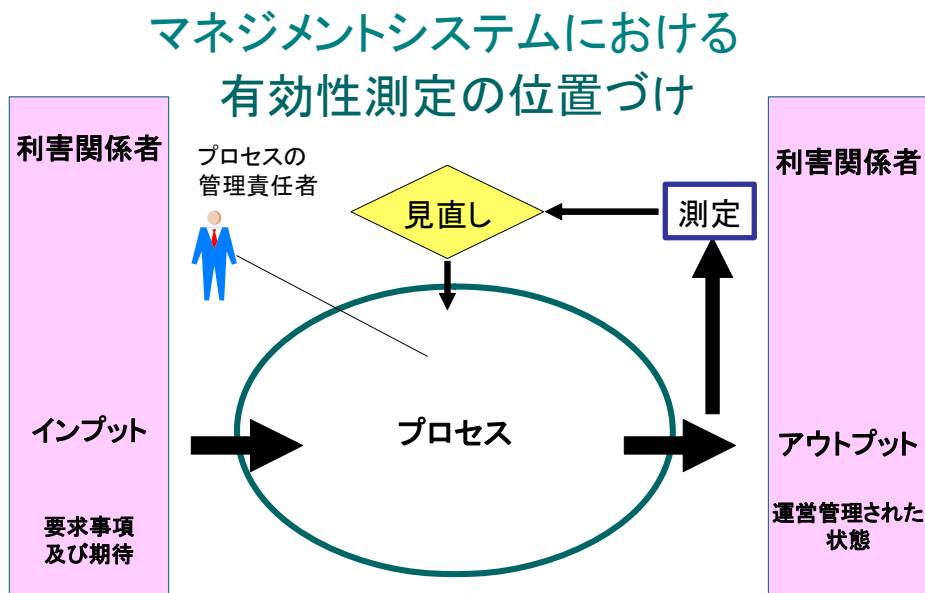 マネジメントシステムにおける
有効性測定の位置づけ
利害関係者
プロセスの
管理責任者
見直し
測定
利害関係者
インプット
プロセス
アウトプット
要求事項
及び期待
運営管理された
状態